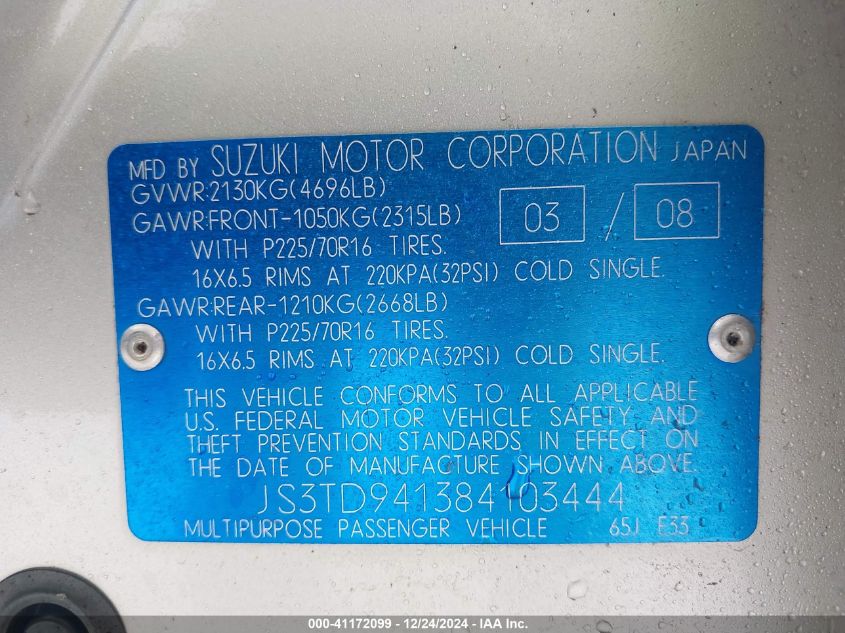 MFD BY SUZUKI MOTOR CORPORATION JAPAN
GVWR:2130KG(4696LB)
GAWR:FRONT-1050KG(2315LB) 03 / 08
WITH P225/70R16 TIRES.
16X6.5 RIMS AT 220KPA(32PSI) COLD SINGLE.
GAWR:REAR-1210KG(2668LB)
WITH P225/70R16 TIRES.
16X6.5 RIMS AT 220KPA(32PSI) COLD SINGLE.
THIS VEHICLE CONFORMS TO ALL APPLICABLE
U.S. FEDERAL MOTOR VEHICLE SAFETY AND
THEFT PREVENTION STANDARDS IN EFFECT ON
THE DATE OF MANUFACTURE SHOWN ABOVE.
JS3TD941384103444
MULTIPURPOSE PASSENGER VEHICLE 65J E33
000-41172099 - 12/24/2024 - IAA Inc.